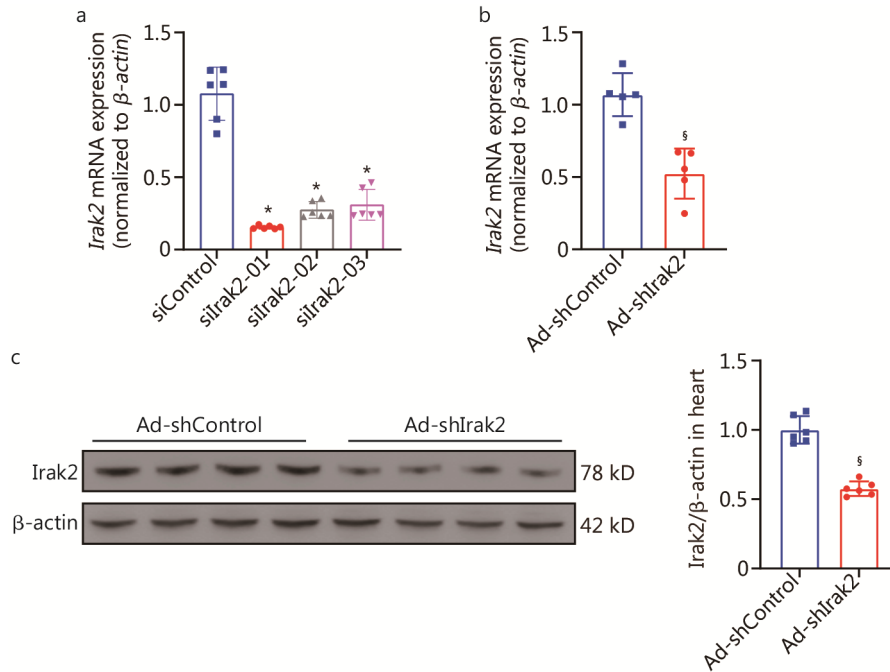 a
Irak2 mRNA expression
(normalized to β-actin)
1.5
1.0
0.5
0
*
*
*
siControl
siIrak2-01
siIrak2-02
siIrak2-03
b
Irak2 mRNA expression
(normalized to β-actin)
1.5
1.0
0.5
0
§
Ad-shControl
Ad-shIrak2
c
Ad-shControl
Ad-shIrak2
Irak2
78 kD
β-actin
42 kD
Irak2/β-actin in heart
1.5
1.0
0.5
0
§
Ad-shControl
Ad-shIrak2